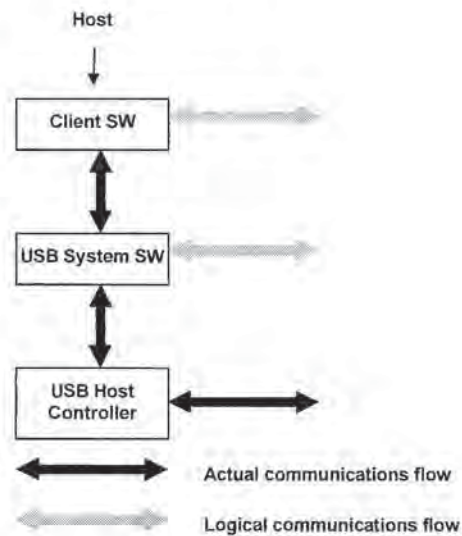 Host
Client SW
USB System SW
USB Host
Controller
Actual communications flow
Logical communications flow